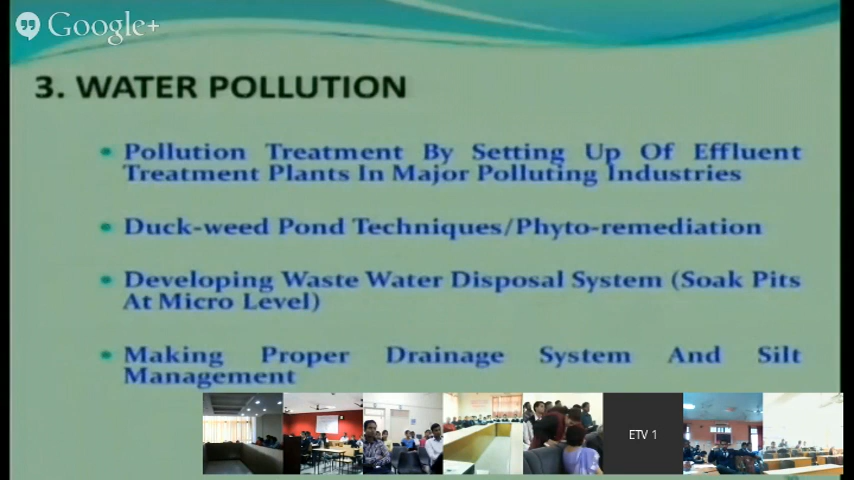 Google+
3. WATER POLLUTION
• Pollution Treatment By Setting Up Of Effluent
Treatment Plants In Major Polluting Industries
• Duck-weed Pond Techniques/Phyto-remediation
• Developing Waste Water Disposal System (Soak Pits
At Micro Level)
• Making Proper Drainage System And Silt
Management
ETV 1